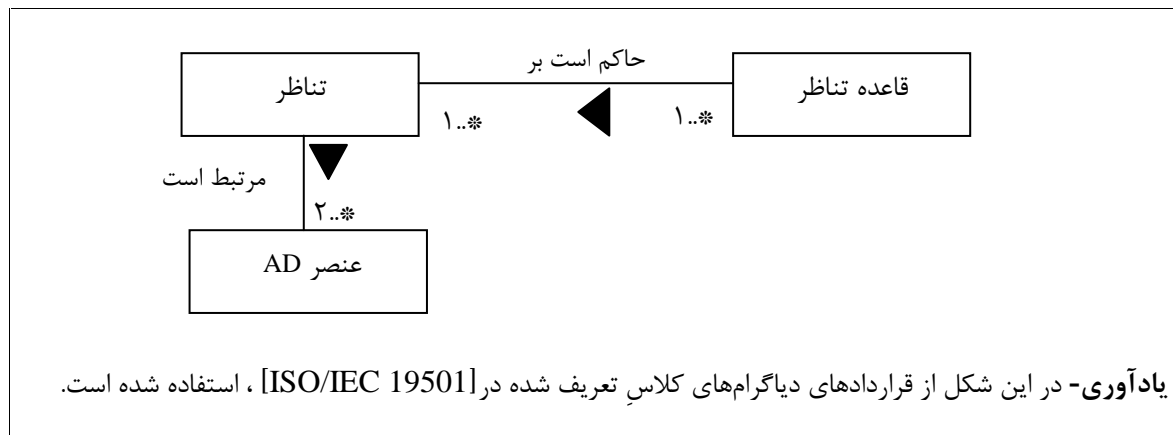 حاکم است بر
قاعده تناظر
تناظر
۱..*
۱..*
مرتبط است
۲..*
عنصر AD
یادآوری- در این شکل از قراردادهای دیاگرام‌های کلاسِ تعریف شده در [ISO/IEC 19501] ، استفاده شده است.